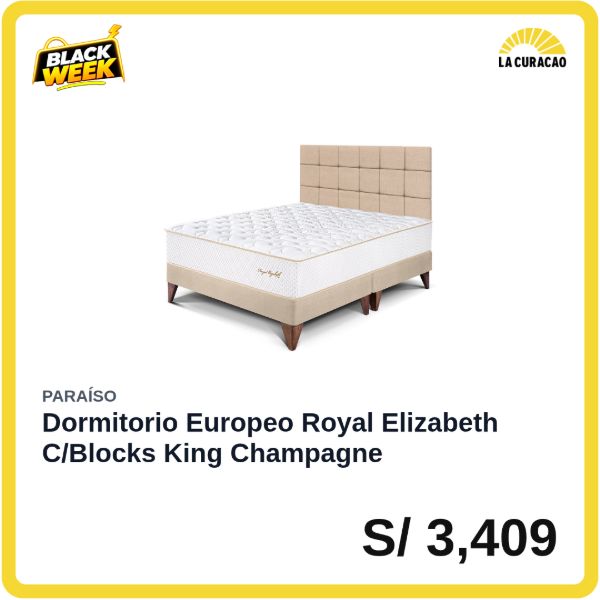 BLACK
WEEK
LA CURACAO
PARAÍSO
Dormitorio Europeo Royal Elizabeth
C/Blocks King Champagne
S/ 3,409